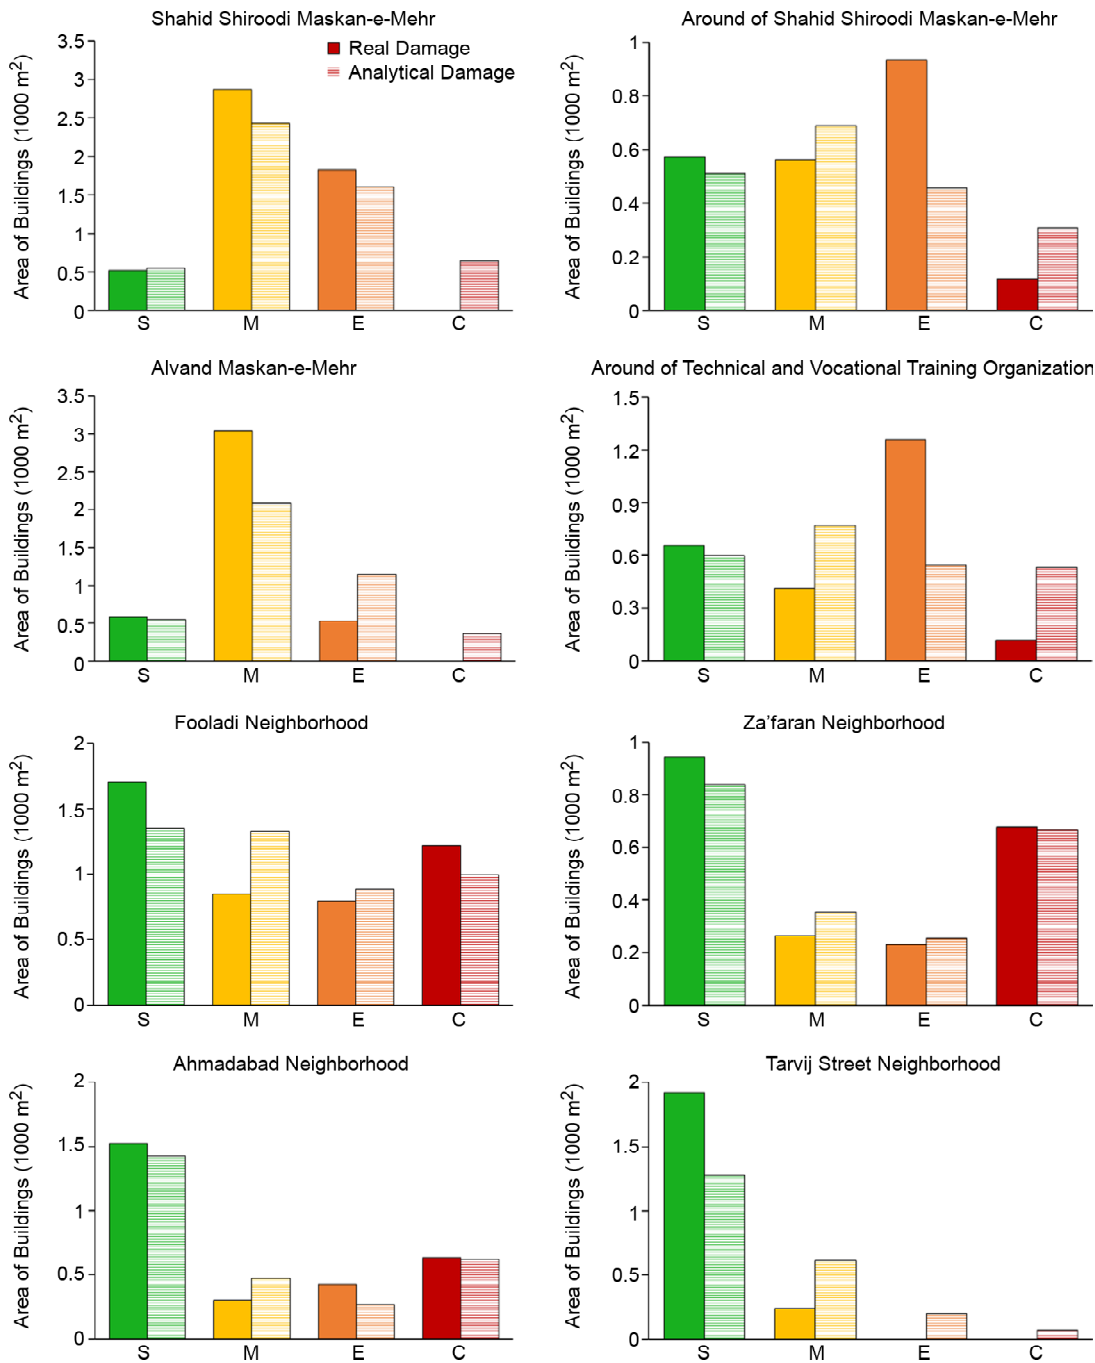 Shahid Shiroodi Maskan-e-Mehr
Area of Buildings (1000 m²)
3.5
3
2.5
2
1.5
1
0.5
0
Real Damage
Analytical Damage
S M E C
Around of Shahid Shiroodi Maskan-e-Mehr
Area of Buildings (1000 m²)
1
0.8
0.6
0.4
0.2
0
S M E C
Alvand Maskan-e-Mehr
Area of Buildings (1000 m²)
3.5
3
2.5
2
1.5
1
0.5
0
S M E C
Around of Technical and Vocational Training Organization
Area of Buildings (1000 m²)
1.5
1.2
0.9
0.6
0.3
0
S M E C
Fooladi Neighborhood
Area of Buildings (1000 m²)
2
1.5
1
0.5
0
S M E C
Za'faran Neighborhood
Area of Buildings (1000 m²)
1
0.8
0.6
0.4
0.2
0
S M E C
Ahmadabad Neighborhood
Area of Buildings (1000 m²)
2
1.5
1
0.5
0
S M E C
Tarvij Street Neighborhood
Area of Buildings (1000 m²)
2
1.5
1
0.5
0
S M E C